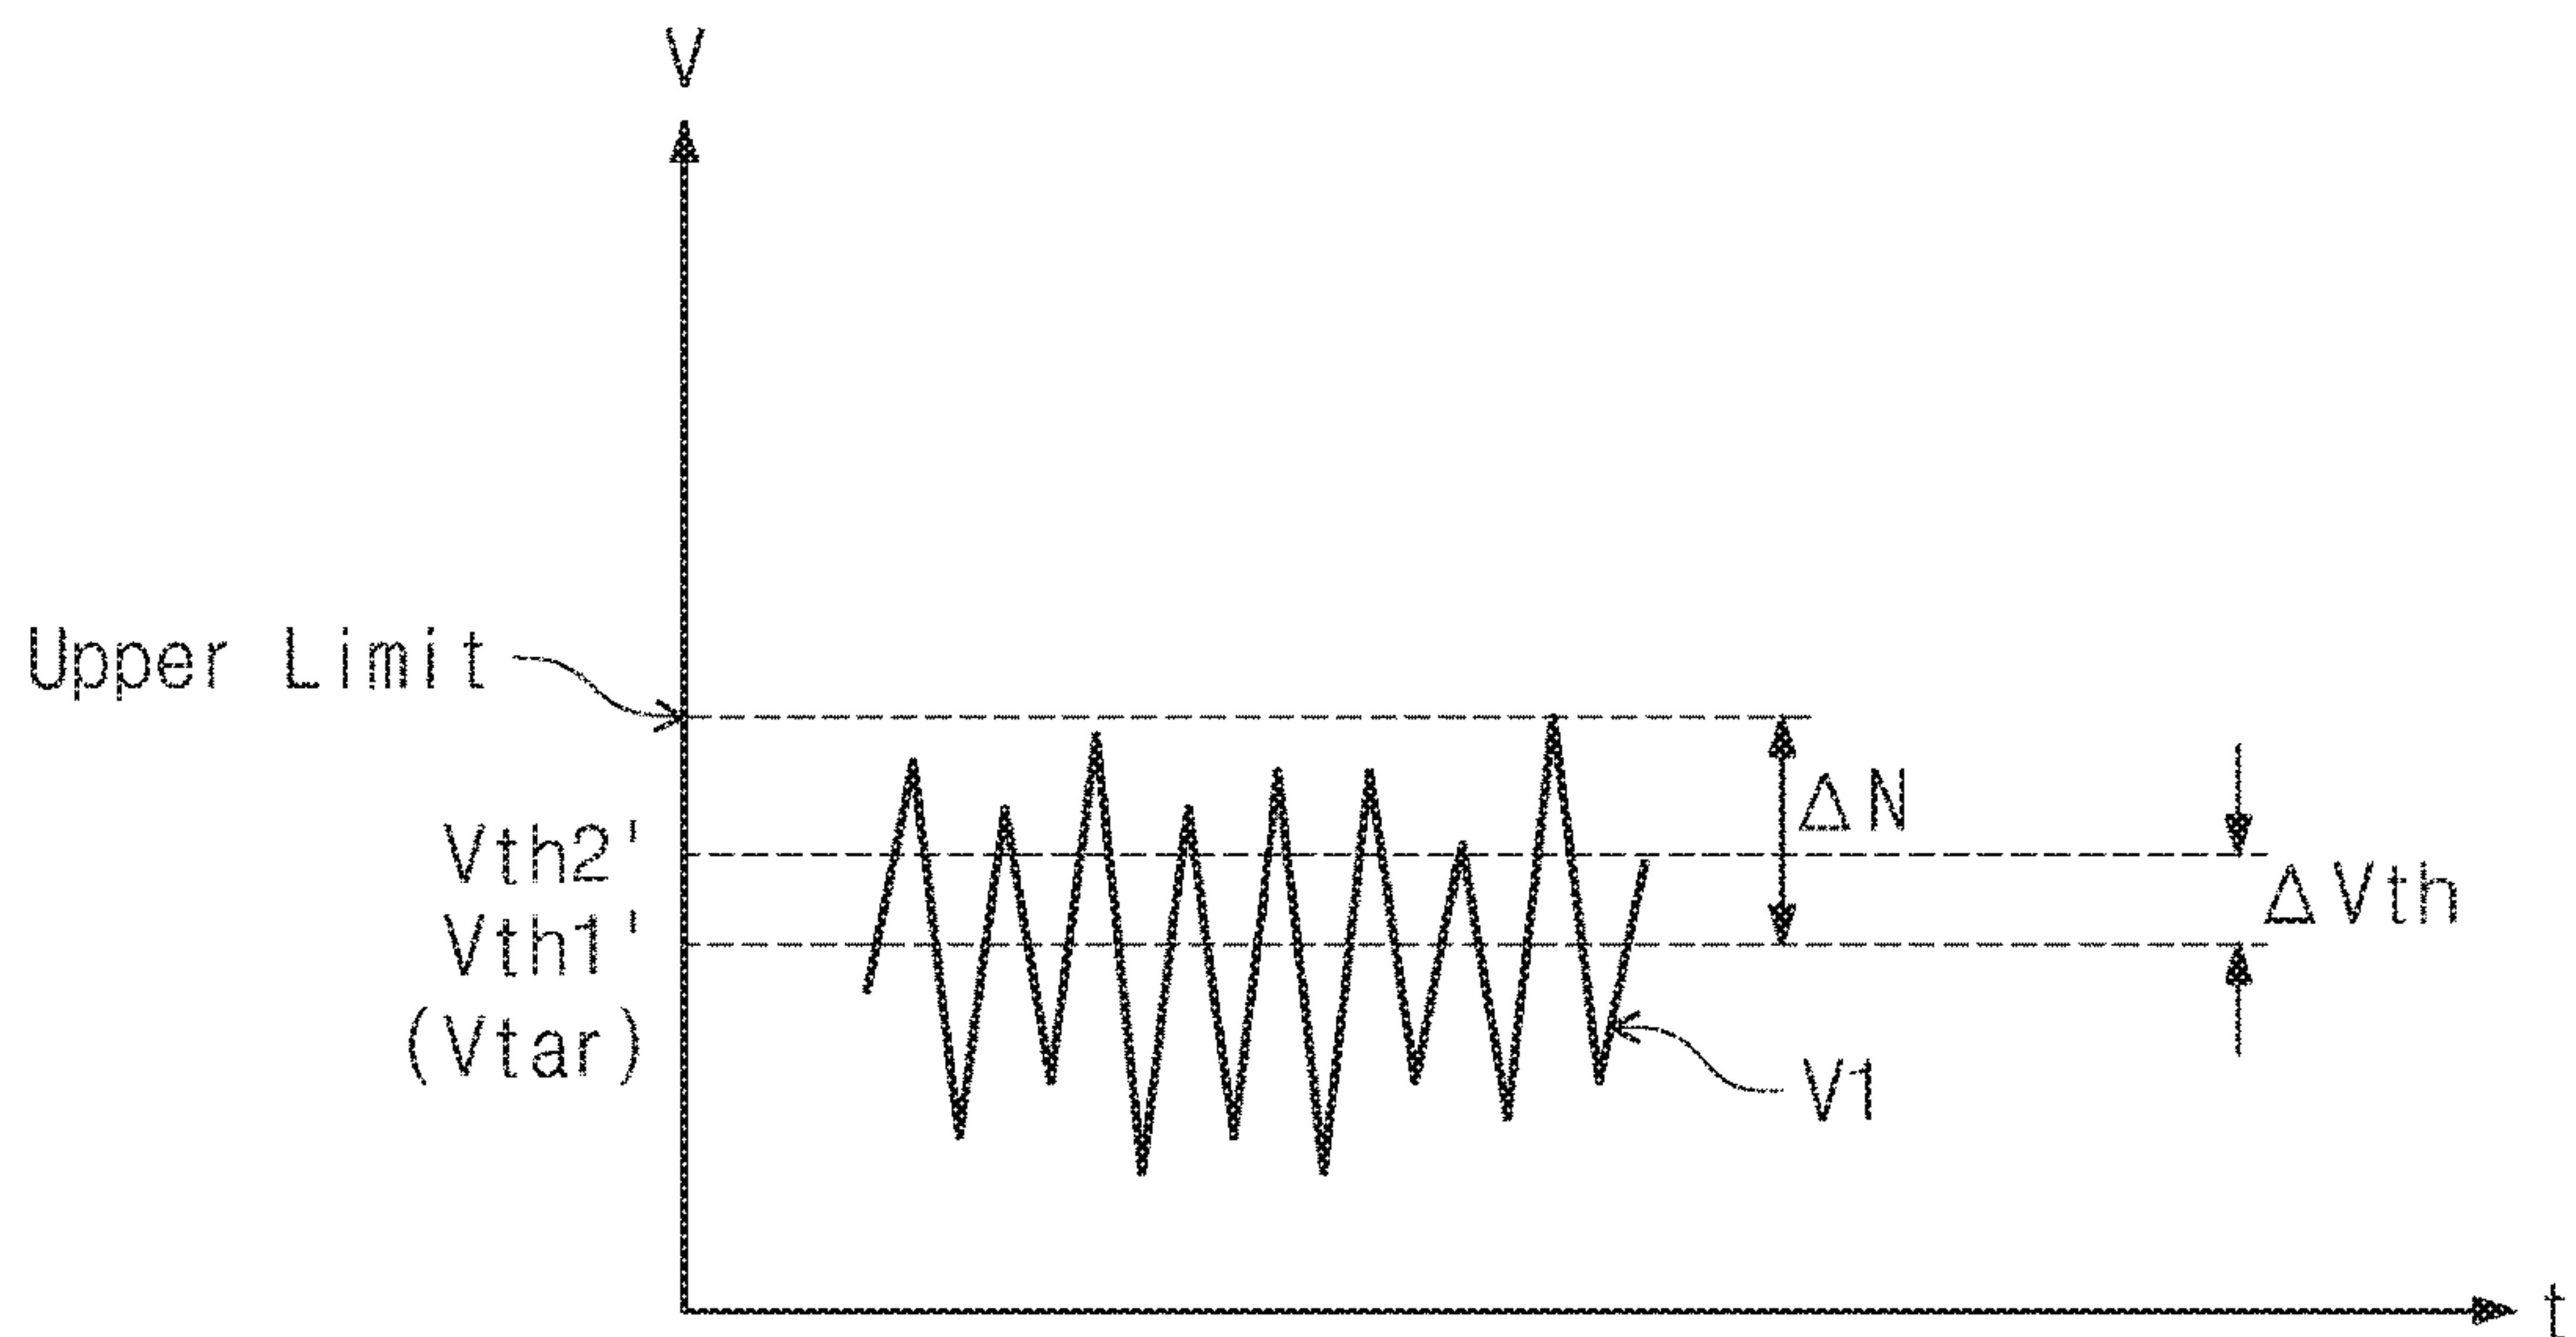 V
Upper Limit
ΔN
Vth2'
ΔVth
Vth1'
(Vtar)
V1
t